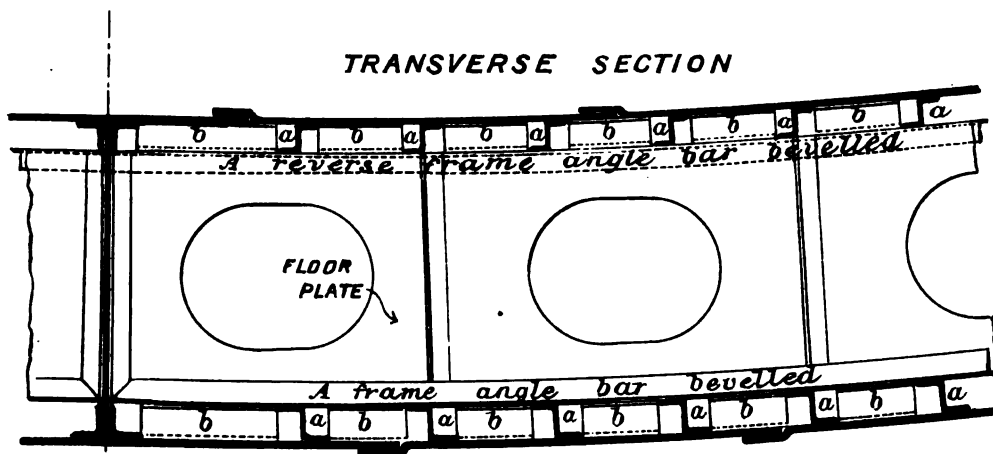 TRANSVERSE SECTION
b a b a b a b a b a b a
A reverse frame angle bar bevelled
FLOOR
PLATE
A frame angle bar bevelled
b a b a b a b a b a b a